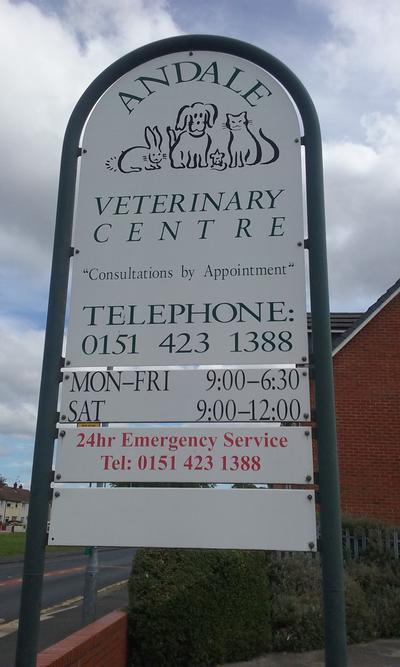 ANDALE
VETERINARY
CENTRE
"Consultations by Appointment"
TELEPHONE:
0151 423 1388
MON–FRI 9:00–6:30
SAT 9:00–12:00
24hr Emergency Service
Tel: 0151 423 1388